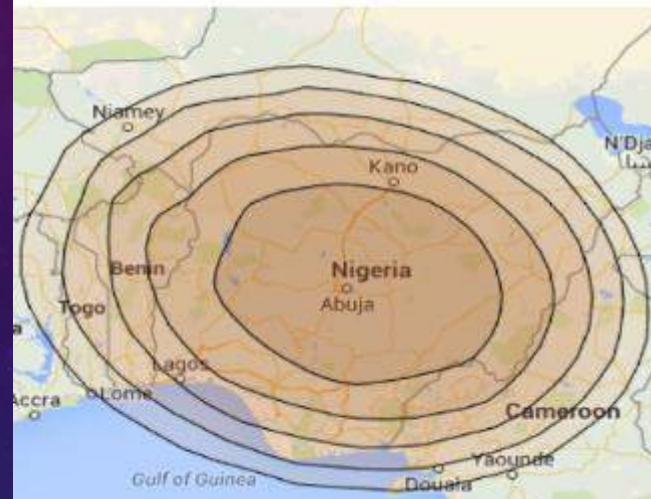 Niamey
N'Dja
Kano
Benin
Nigeria
Abuja
Togo
Lagos
Lome
Accra
Cameroon
Yaounde
Douala
Gulf of Guinea